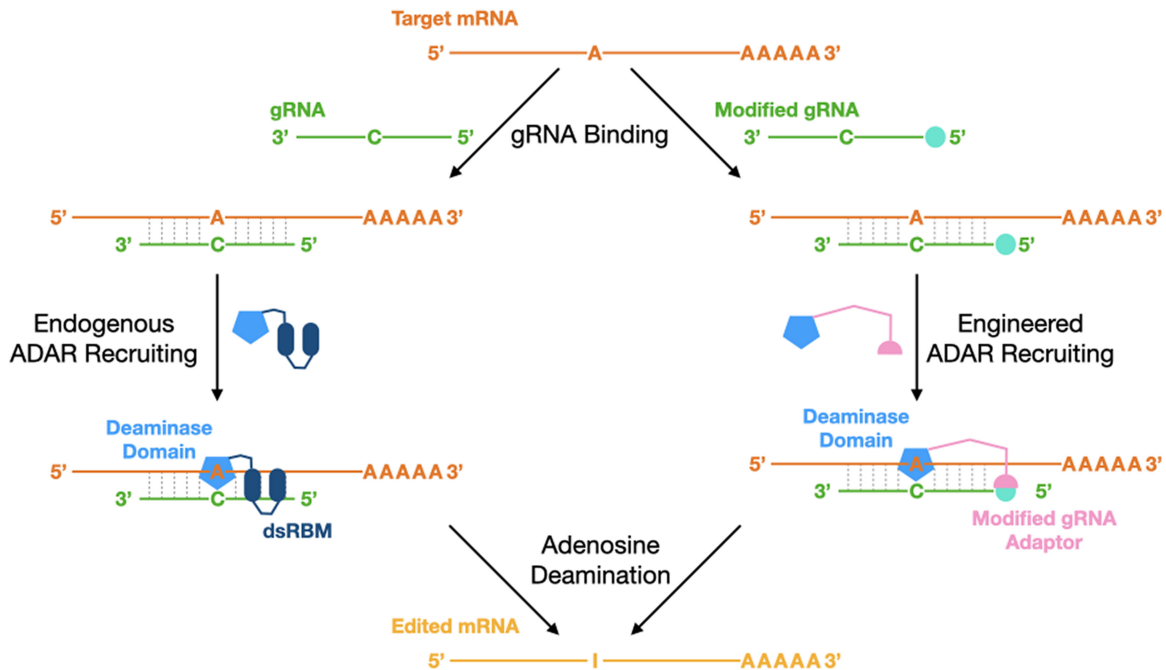 Target mRNA
5’ A AAAAA 3’
gRNA
3’ C 5’
gRNA Binding
Modified gRNA
3’ C 5’
5’ A AAAAA 3’
3’ C 5’
5’ A AAAAA 3’
3’ C 5’
Endogenous
ADAR Recruiting
Engineered
ADAR Recruiting
Deaminase
Domain
5’ A AAAAA 3’
3’ C 5’
dsRBM
Deaminase
Domain
5’ A AAAAA 3’
3’ C 5’
Modified gRNA
Adaptor
Adenosine
Deamination
Edited mRNA
5’ I AAAAA 3’